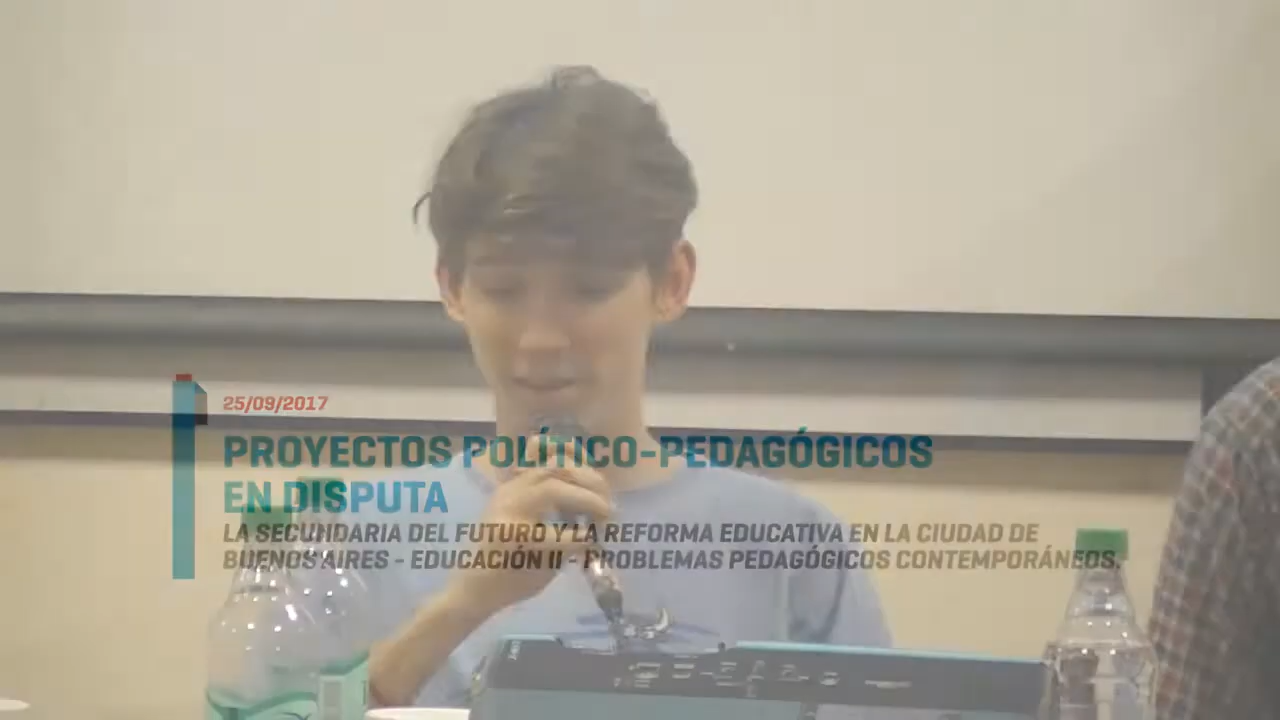 25/09/2017
PROYECTOS POLÍTICO-PEDAGÓGICOS
EN DISPUTA
LA SECUNDARIA DEL FUTURO Y LA REFORMA EDUCATIVA EN LA CIUDAD DE
BUENOS AIRES - EDUCACIÓN II - PROBLEMAS PEDAGÓGICOS CONTEMPORÁNEOS.